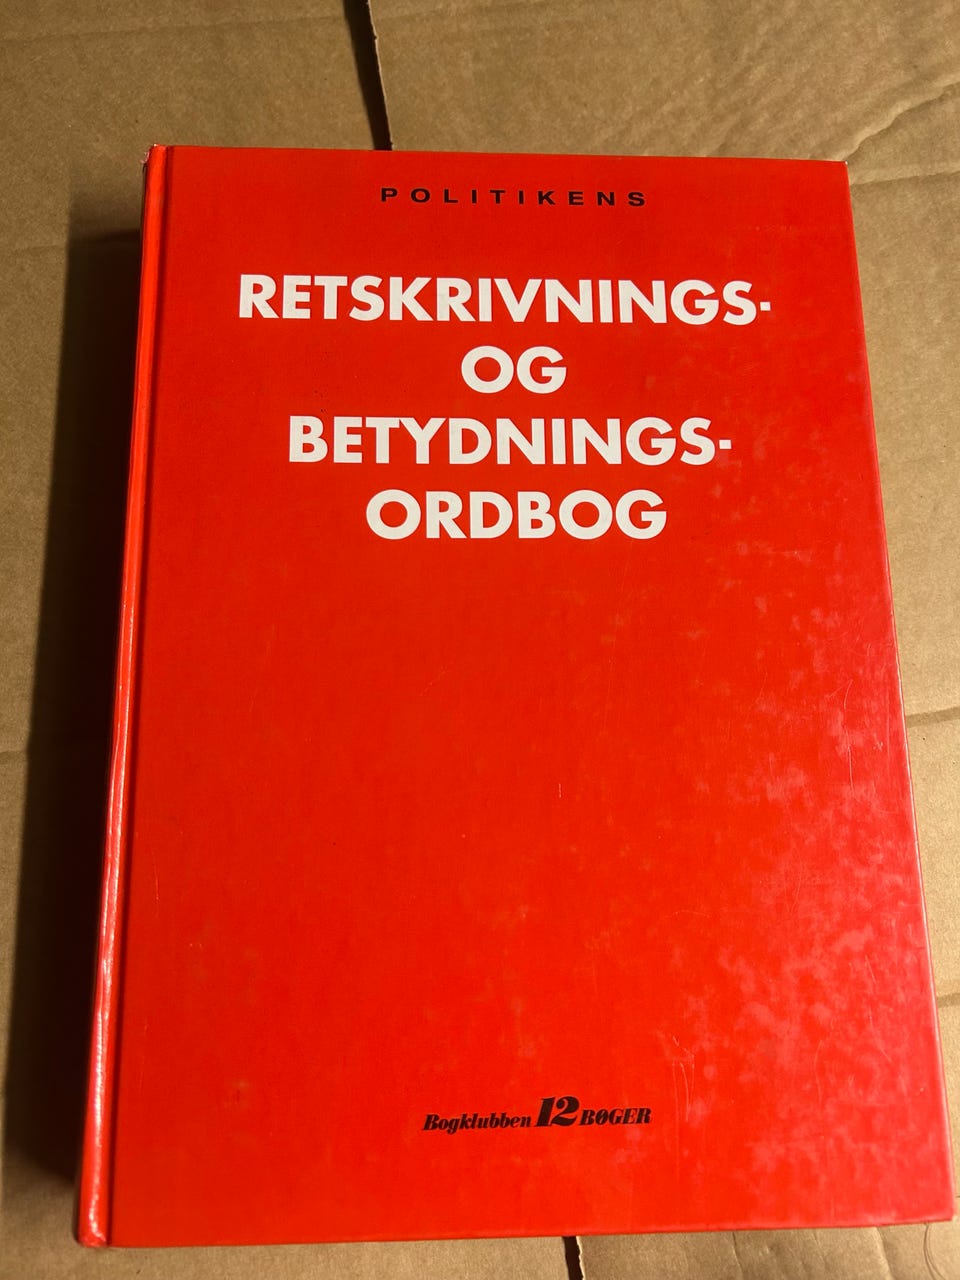 POLITIKENS
RETSKRIVNINGS-
OG
BETYDNINGS-
ORDBOG
Bogklubben 12 BØGER